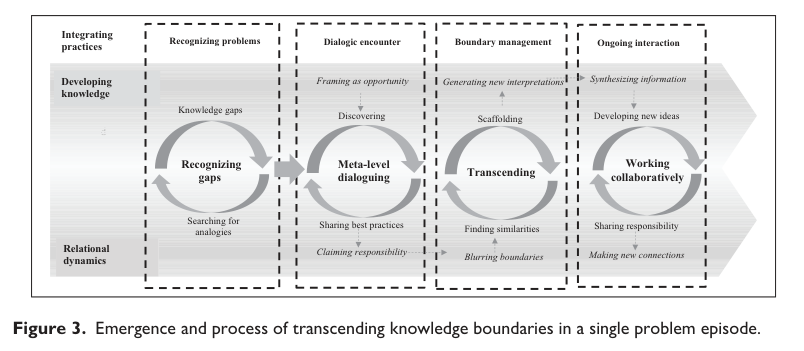 Integrating
practices
Recognizing problems
Dialogic encounter
Boundary management
Ongoing interaction
Developing
knowledge
Framing as opportunity
Generating new interpretations
Synthesizing information
Knowledge gaps
Discovering
Scaffolding
Developing new ideas
Recognizing
gaps
Meta-level
dialoguing
Transcending
Working
collaboratively
Searching for
analogies
Sharing best practices
Finding similarities
Sharing responsibility
Relational
dynamics
Claiming responsibility
Blurring boundaries
Making new connections
Figure 3. Emergence and process of transcending knowledge boundaries in a single problem episode.